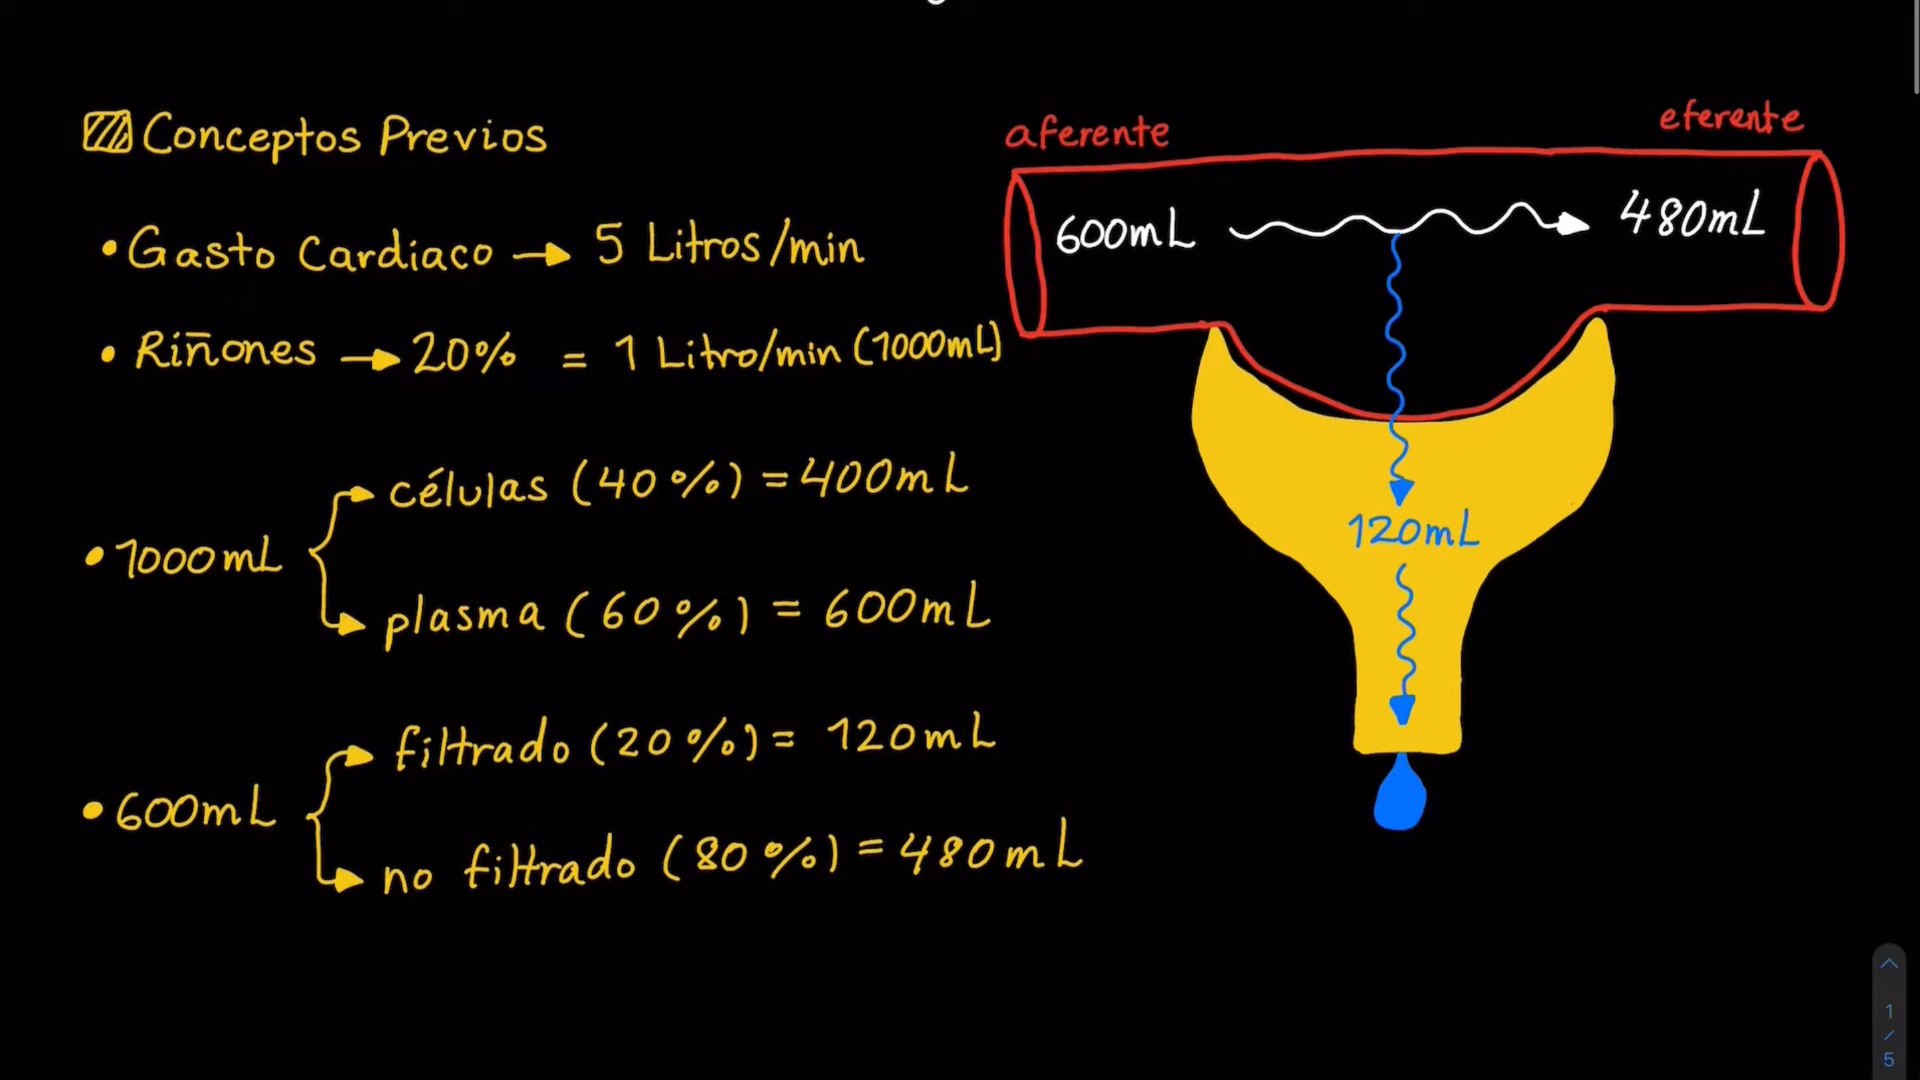 Conceptos Previos
• Gasto Cardiaco → 5 Litros/min
• Riñones → 20% = 1 Litro/min (1000mL)
• 1000mL
células (40%) = 400mL
plasma (60%) = 600mL
• 600mL
filtrado (20%) = 120mL
no filtrado (80%) = 480mL
aferente
eferente
600mL
480mL
120mL
1
/
5